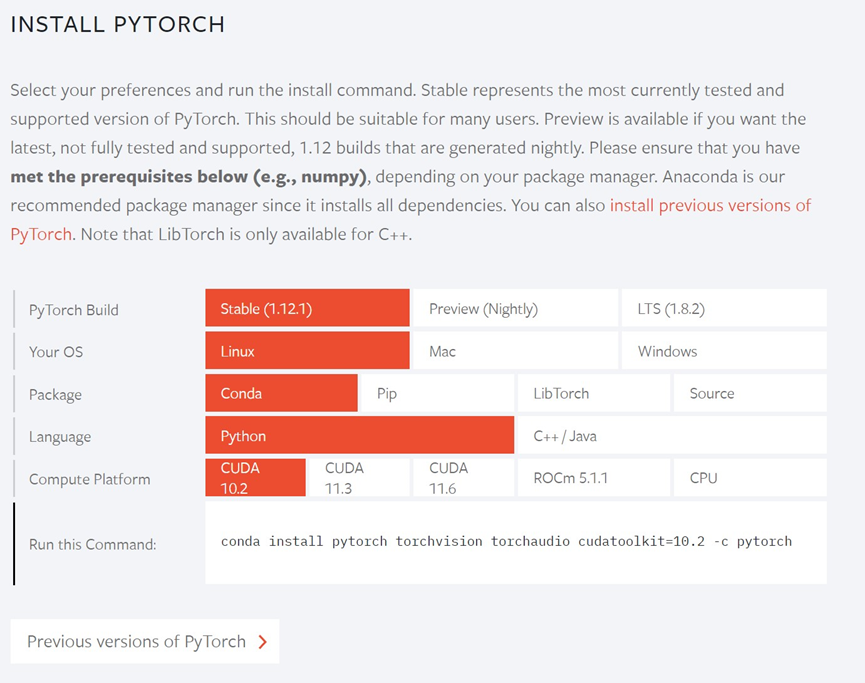 INSTALL PYTORCH
Select your preferences and run the install command. Stable represents the most currently tested and
supported version of PyTorch. This should be suitable for many users. Preview is available if you want the
latest, not fully tested and supported, 1.12 builds that are generated nightly. Please ensure that you have
met the prerequisites below (e.g., numpy), depending on your package manager. Anaconda is our
recommended package manager since it installs all dependencies. You can also install previous versions of
PyTorch. Note that LibTorch is only available for C++.
PyTorch Build Stable (1.12.1) Preview (Nightly) LTS (1.8.2)
Your OS Linux Mac Windows
Package Conda Pip LibTorch Source
Language Python C++ / Java
Compute Platform CUDA 10.2 CUDA 11.3 CUDA 11.6 ROCm 5.1.1 CPU
Run this Command: conda install pytorch torchvision torchaudio cudatoolkit=10.2 -c pytorch
Previous versions of PyTorch